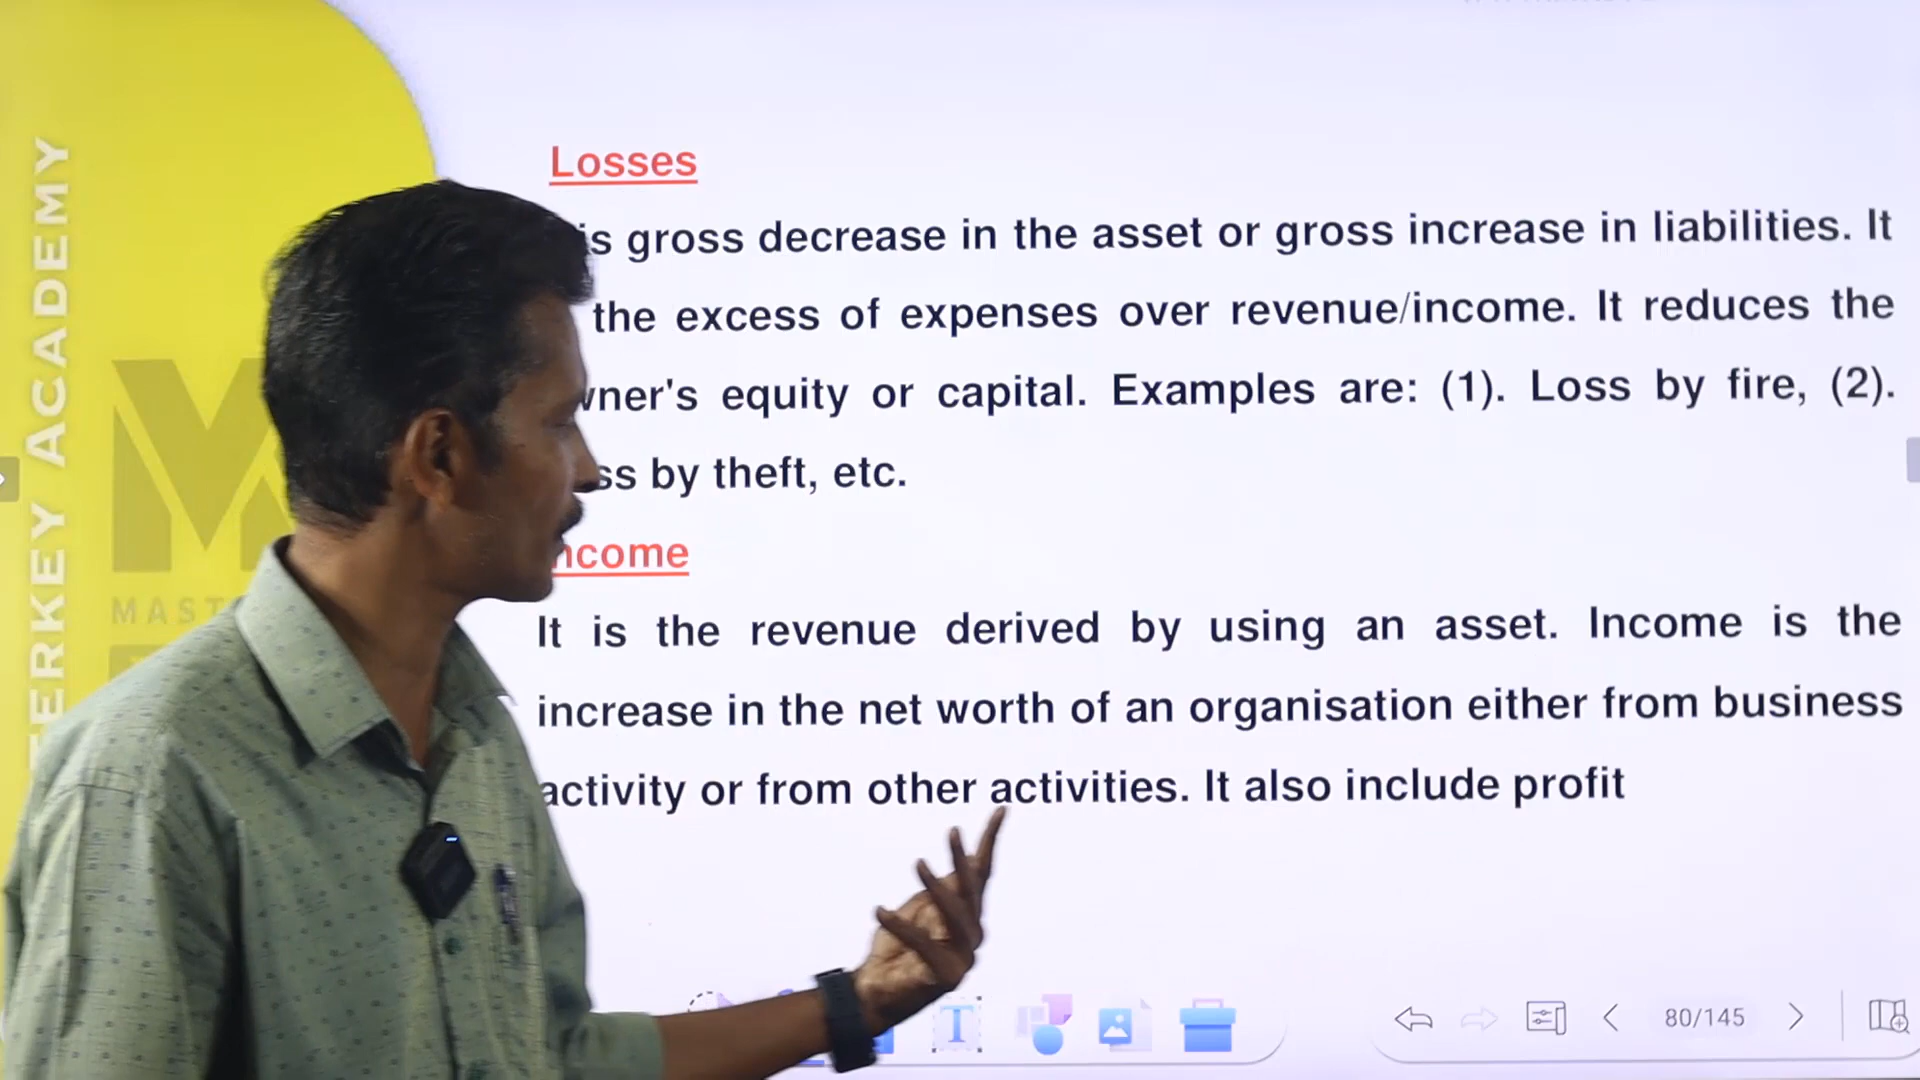 Losses
is gross decrease in the asset or gross increase in liabilities. It
the excess of expenses over revenue/income. It reduces the
wner's equity or capital. Examples are: (1). Loss by fire, (2).
ss by theft, etc.
ncome
It is the revenue derived by using an asset. Income is the
increase in the net worth of an organisation either from business
activity or from other activities. It also include profit
ERKEY ACADEMY
MAST
T
80/145